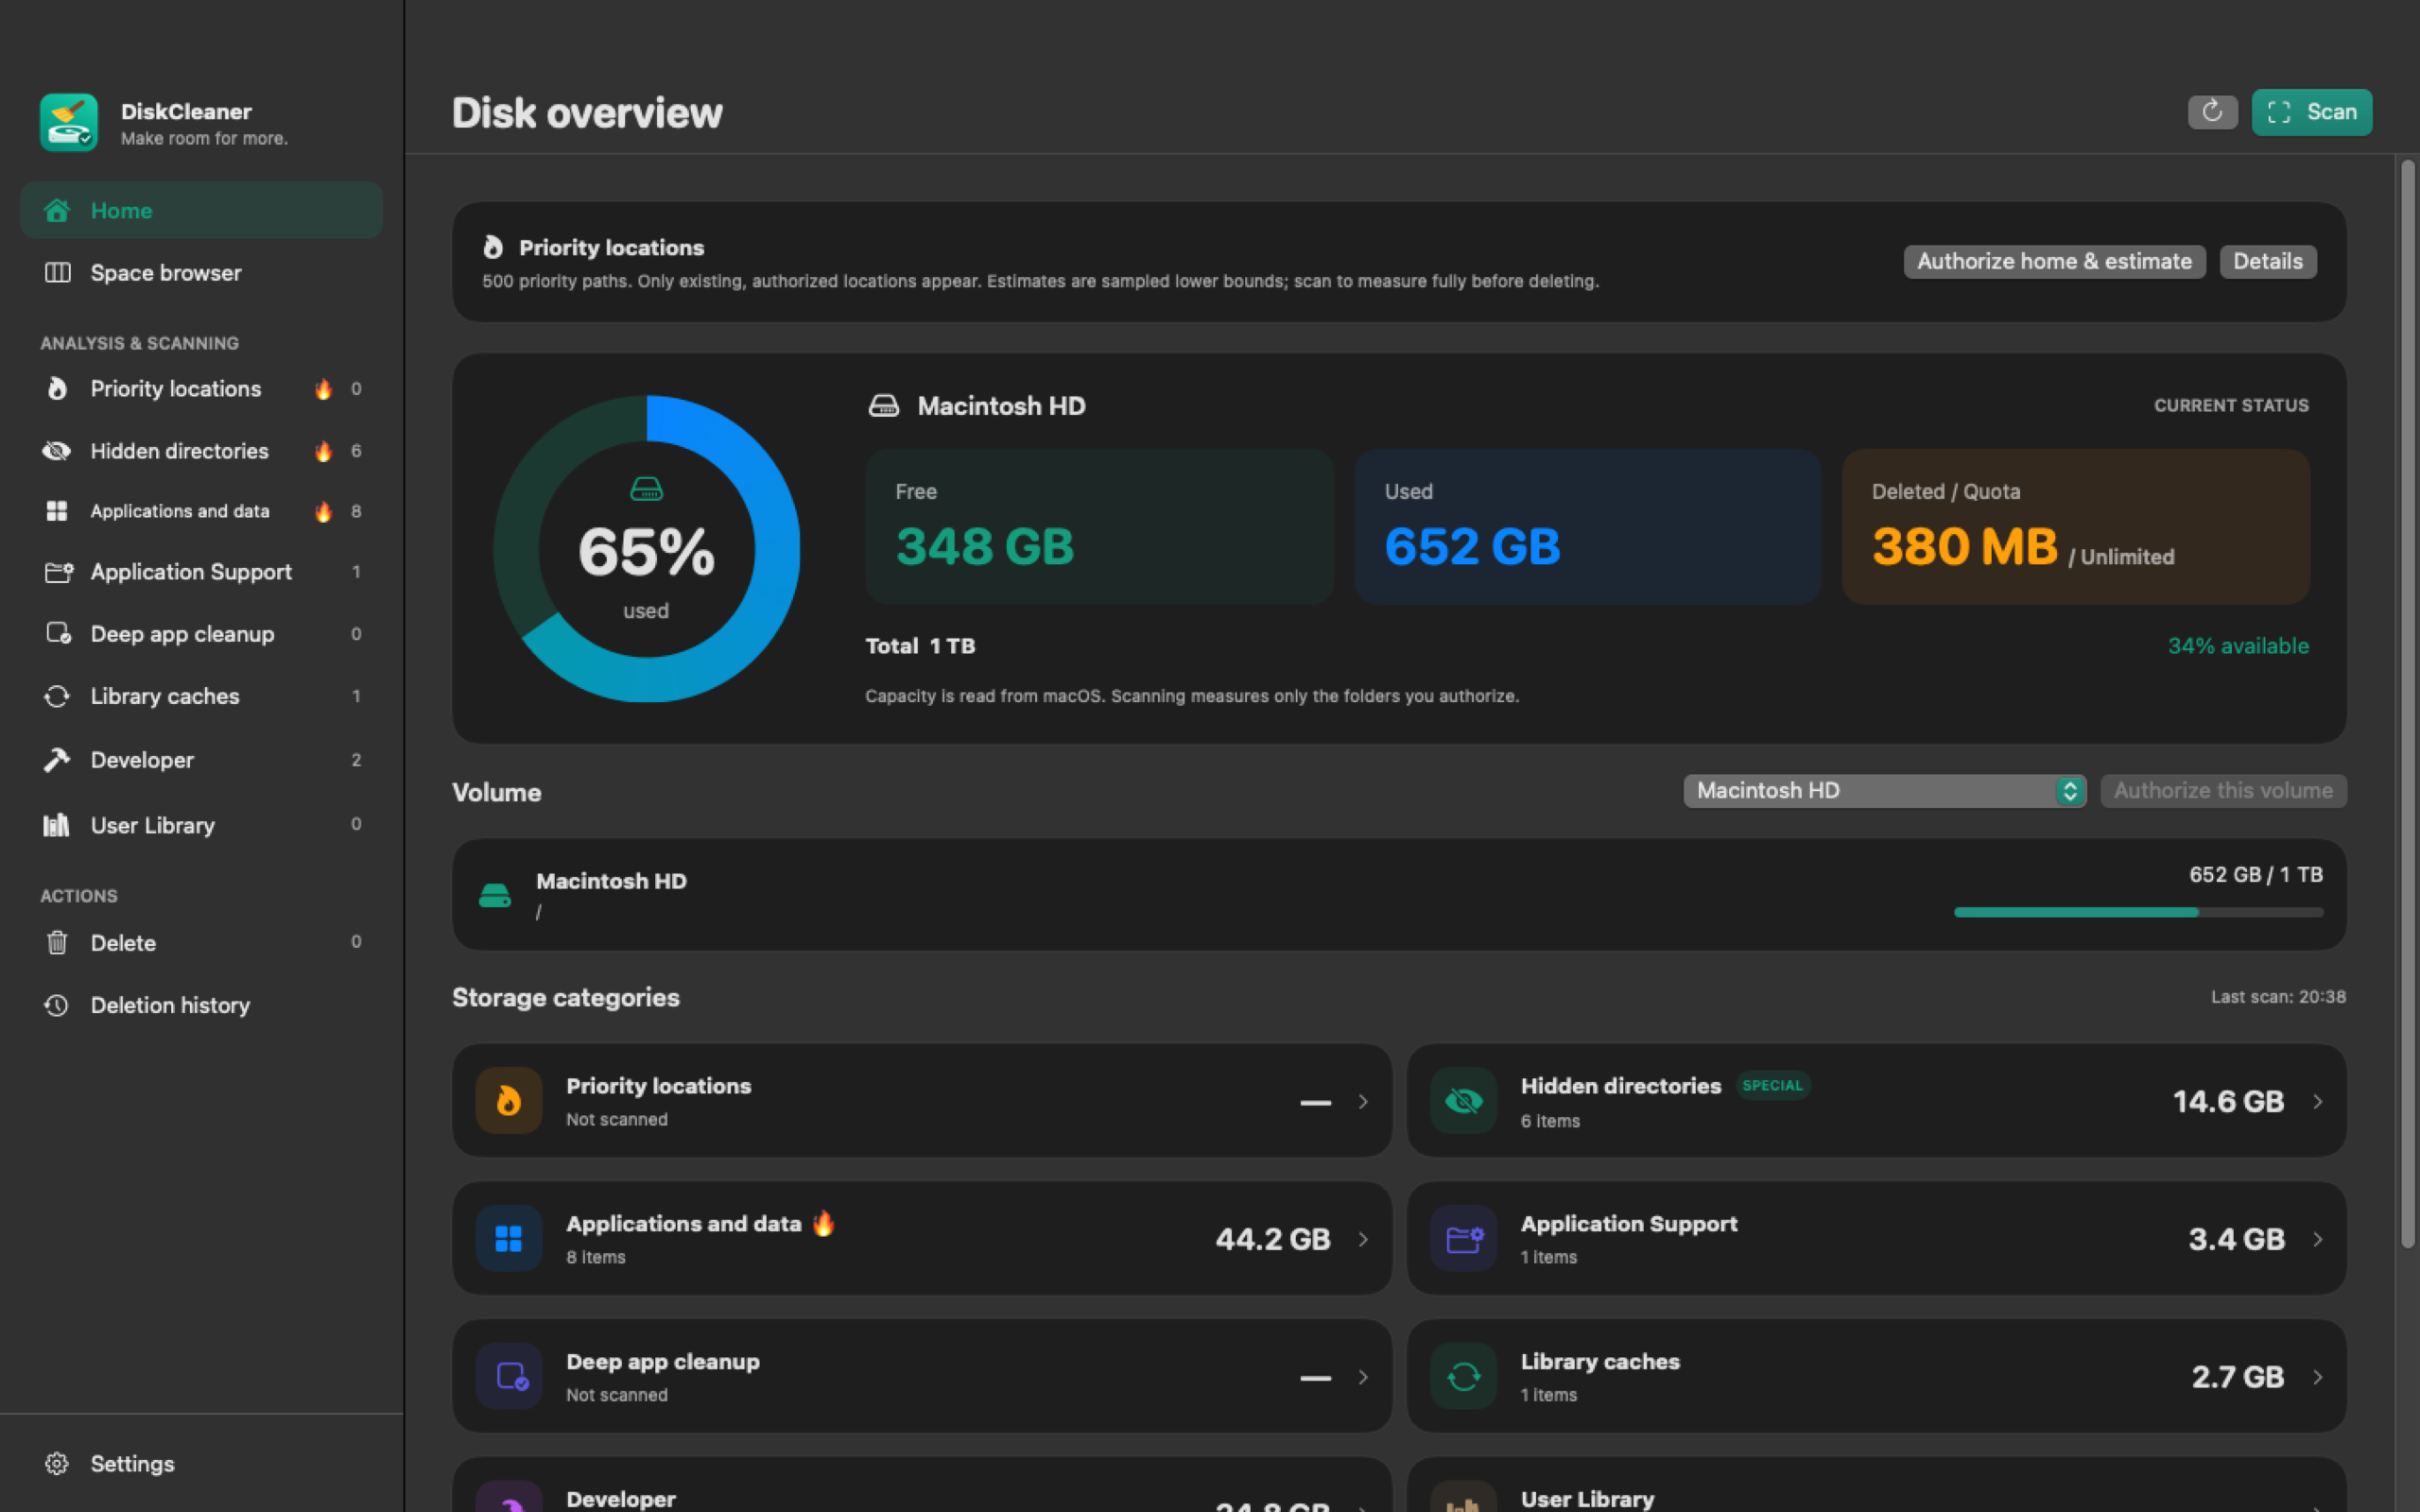 DiskCleaner
Make room for more.
Home
Space browser
ANALYSIS & SCANNING
Priority locations 🔥 0
Hidden directories 🔥 6
Applications and data 🔥 8
Application Support 1
Deep app cleanup 0
Library caches 1
Developer 2
User Library 0
ACTIONS
Delete 0
Deletion history
Settings
Disk overview
Scan
Priority locations
500 priority paths. Only existing, authorized locations appear. Estimates are sampled lower bounds; scan to measure fully before deleting.
Authorize home & estimate Details
65%
used
Macintosh HD
CURRENT STATUS
Free
348 GB
Used
652 GB
Deleted / Quota
380 MB / Unlimited
Total 1 TB
34% available
Capacity is read from macOS. Scanning measures only the folders you authorize.
Volume
Macintosh HD
Authorize this volume
Macintosh HD
/
652 GB / 1 TB
Storage categories
Last scan: 20:38
Priority locations
Not scanned
—
Hidden directories SPECIAL
6 items
14.6 GB
Applications and data 🔥
8 items
44.2 GB
Application Support
1 items
3.4 GB
Deep app cleanup
Not scanned
—
Library caches
1 items
2.7 GB
Developer
User Library